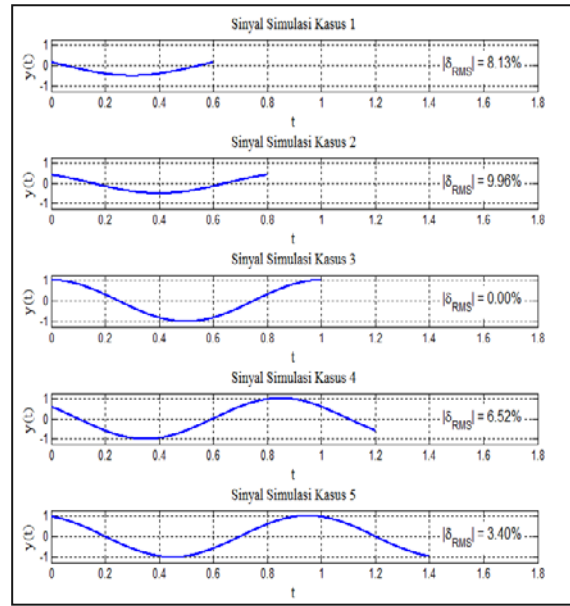 Sinyal Simulasi Kasus 1
y(t)
1
0
-1
|δRMS| = 8.13%
0 0.2 0.4 0.6 0.8 1 1.2 1.4 1.6 1.8
t
Sinyal Simulasi Kasus 2
y(t)
1
0
-1
|δRMS| = 9.96%
0 0.2 0.4 0.6 0.8 1 1.2 1.4 1.6 1.8
t
Sinyal Simulasi Kasus 3
y(t)
1
0
-1
|δRMS| = 0.00%
0 0.2 0.4 0.6 0.8 1 1.2 1.4 1.6 1.8
t
Sinyal Simulasi Kasus 4
y(t)
1
0
-1
|δRMS| = 6.52%
0 0.2 0.4 0.6 0.8 1 1.2 1.4 1.6 1.8
t
Sinyal Simulasi Kasus 5
y(t)
1
0
-1
|δRMS| = 3.40%
0 0.2 0.4 0.6 0.8 1 1.2 1.4 1.6 1.8
t